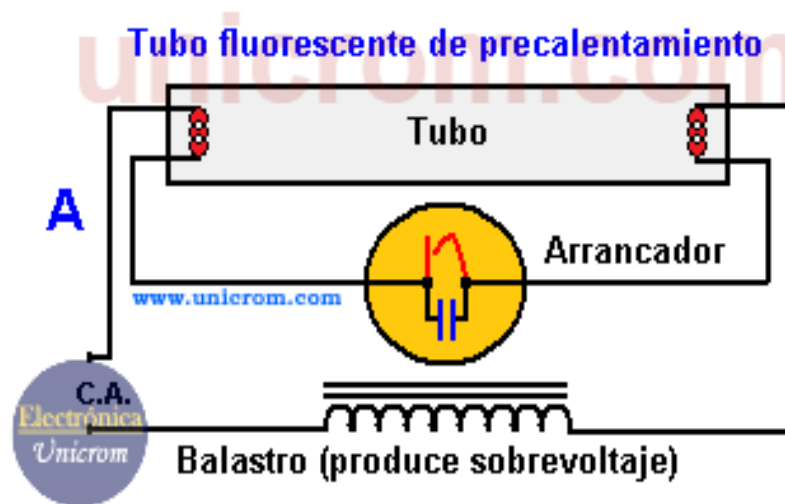 unicrom.com
Tubo fluorescente de precalentamiento
Tubo
A
Arrancador
www.unicrom.com
C.A.
Electrónica
Unicrom
Balastro (produce sobrevoltaje)